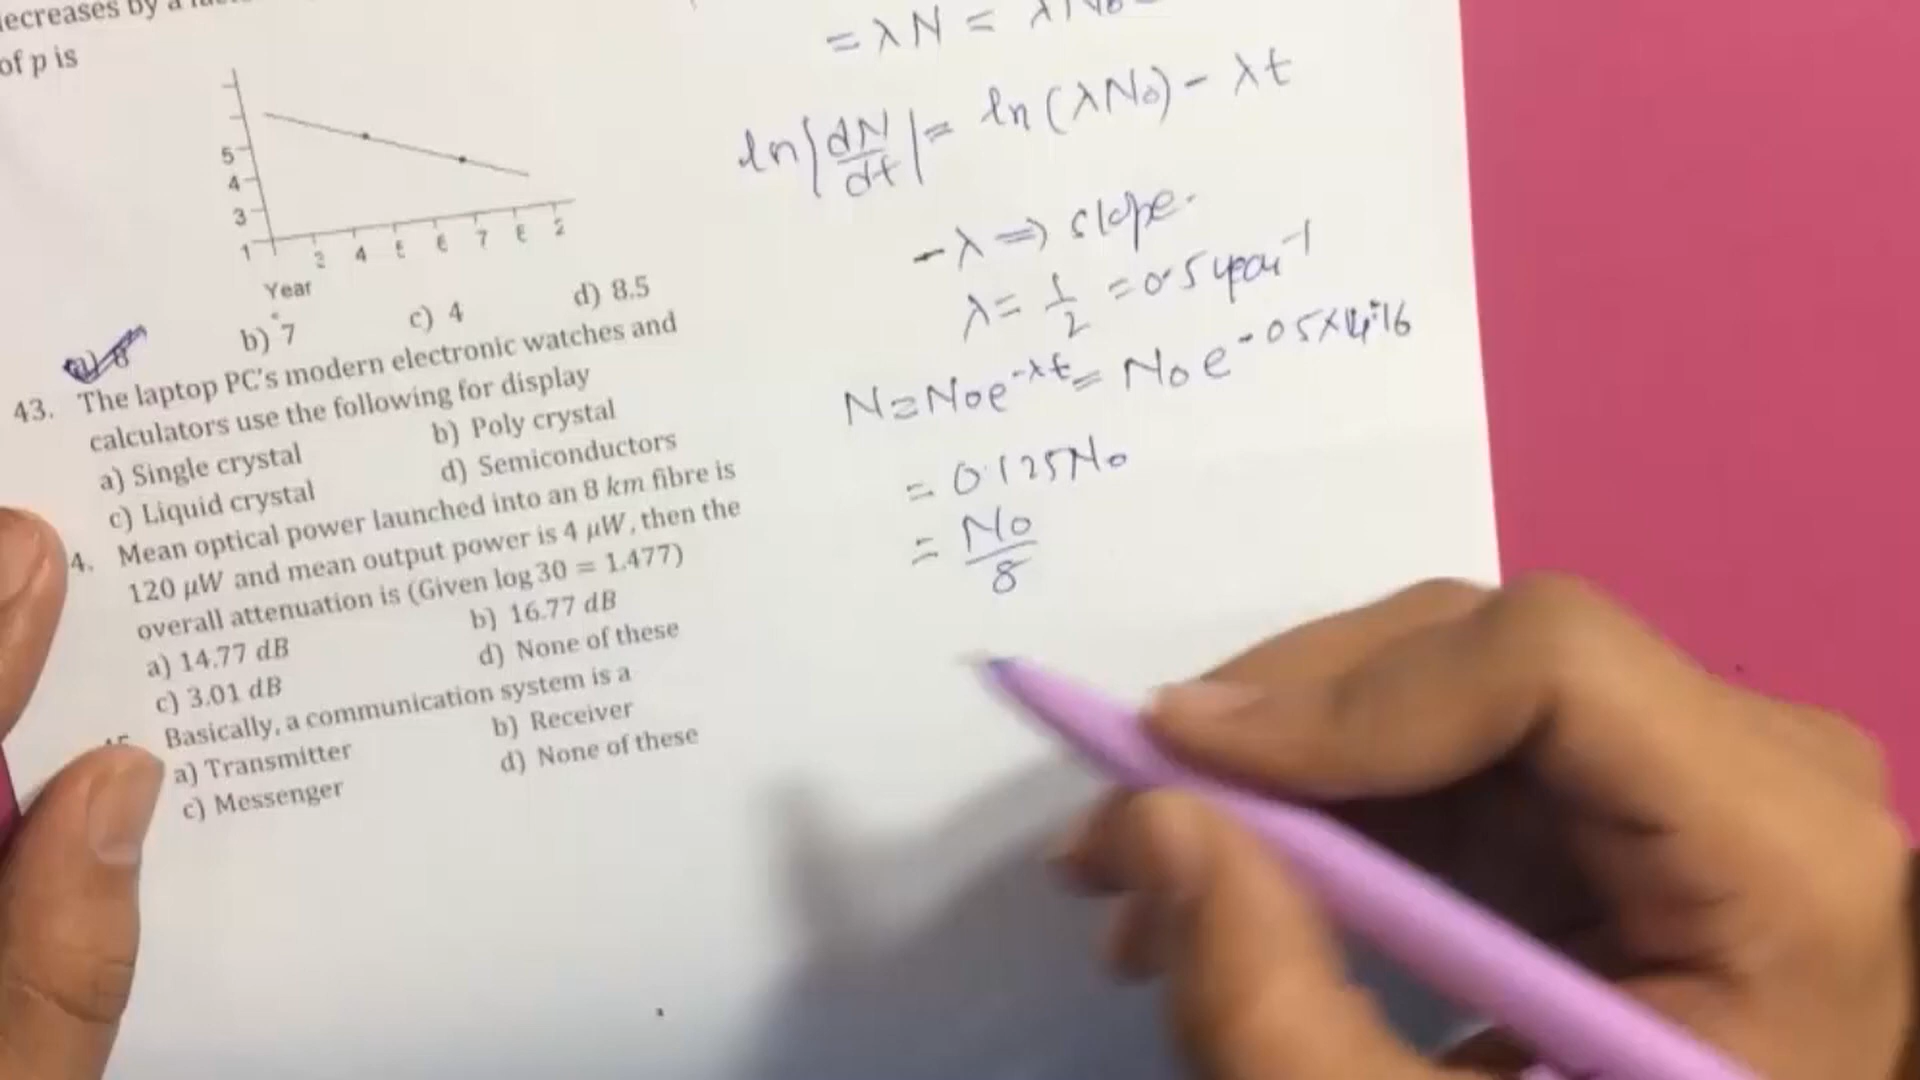 decreases by a
of p is
5
4
3
1
3 4 5 6 7 8 2
Year
a) 8 b) 7 c) 4 d) 8.5
43. The laptop PC's modern electronic watches and
calculators use the following for display
a) Single crystal b) Poly crystal
c) Liquid crystal d) Semiconductors
4. Mean optical power launched into an 8 km fibre is
120 μW and mean output power is 4 μW, then the
overall attenuation is (Given log 30 = 1.477)
a) 14.77 dB b) 16.77 dB
c) 3.01 dB d) None of these
Basically, a communication system is a
a) Transmitter b) Receiver
c) Messenger d) None of these
= λN = λN₀
ln|dN/dt| = ln(λN₀) - λt
-λ ⇒ slope.
λ = 1/2 = 0.5 year⁻¹
N = N₀e^-λt = N₀e^-0.5×4.16
= 0.125N₀
= N₀/8